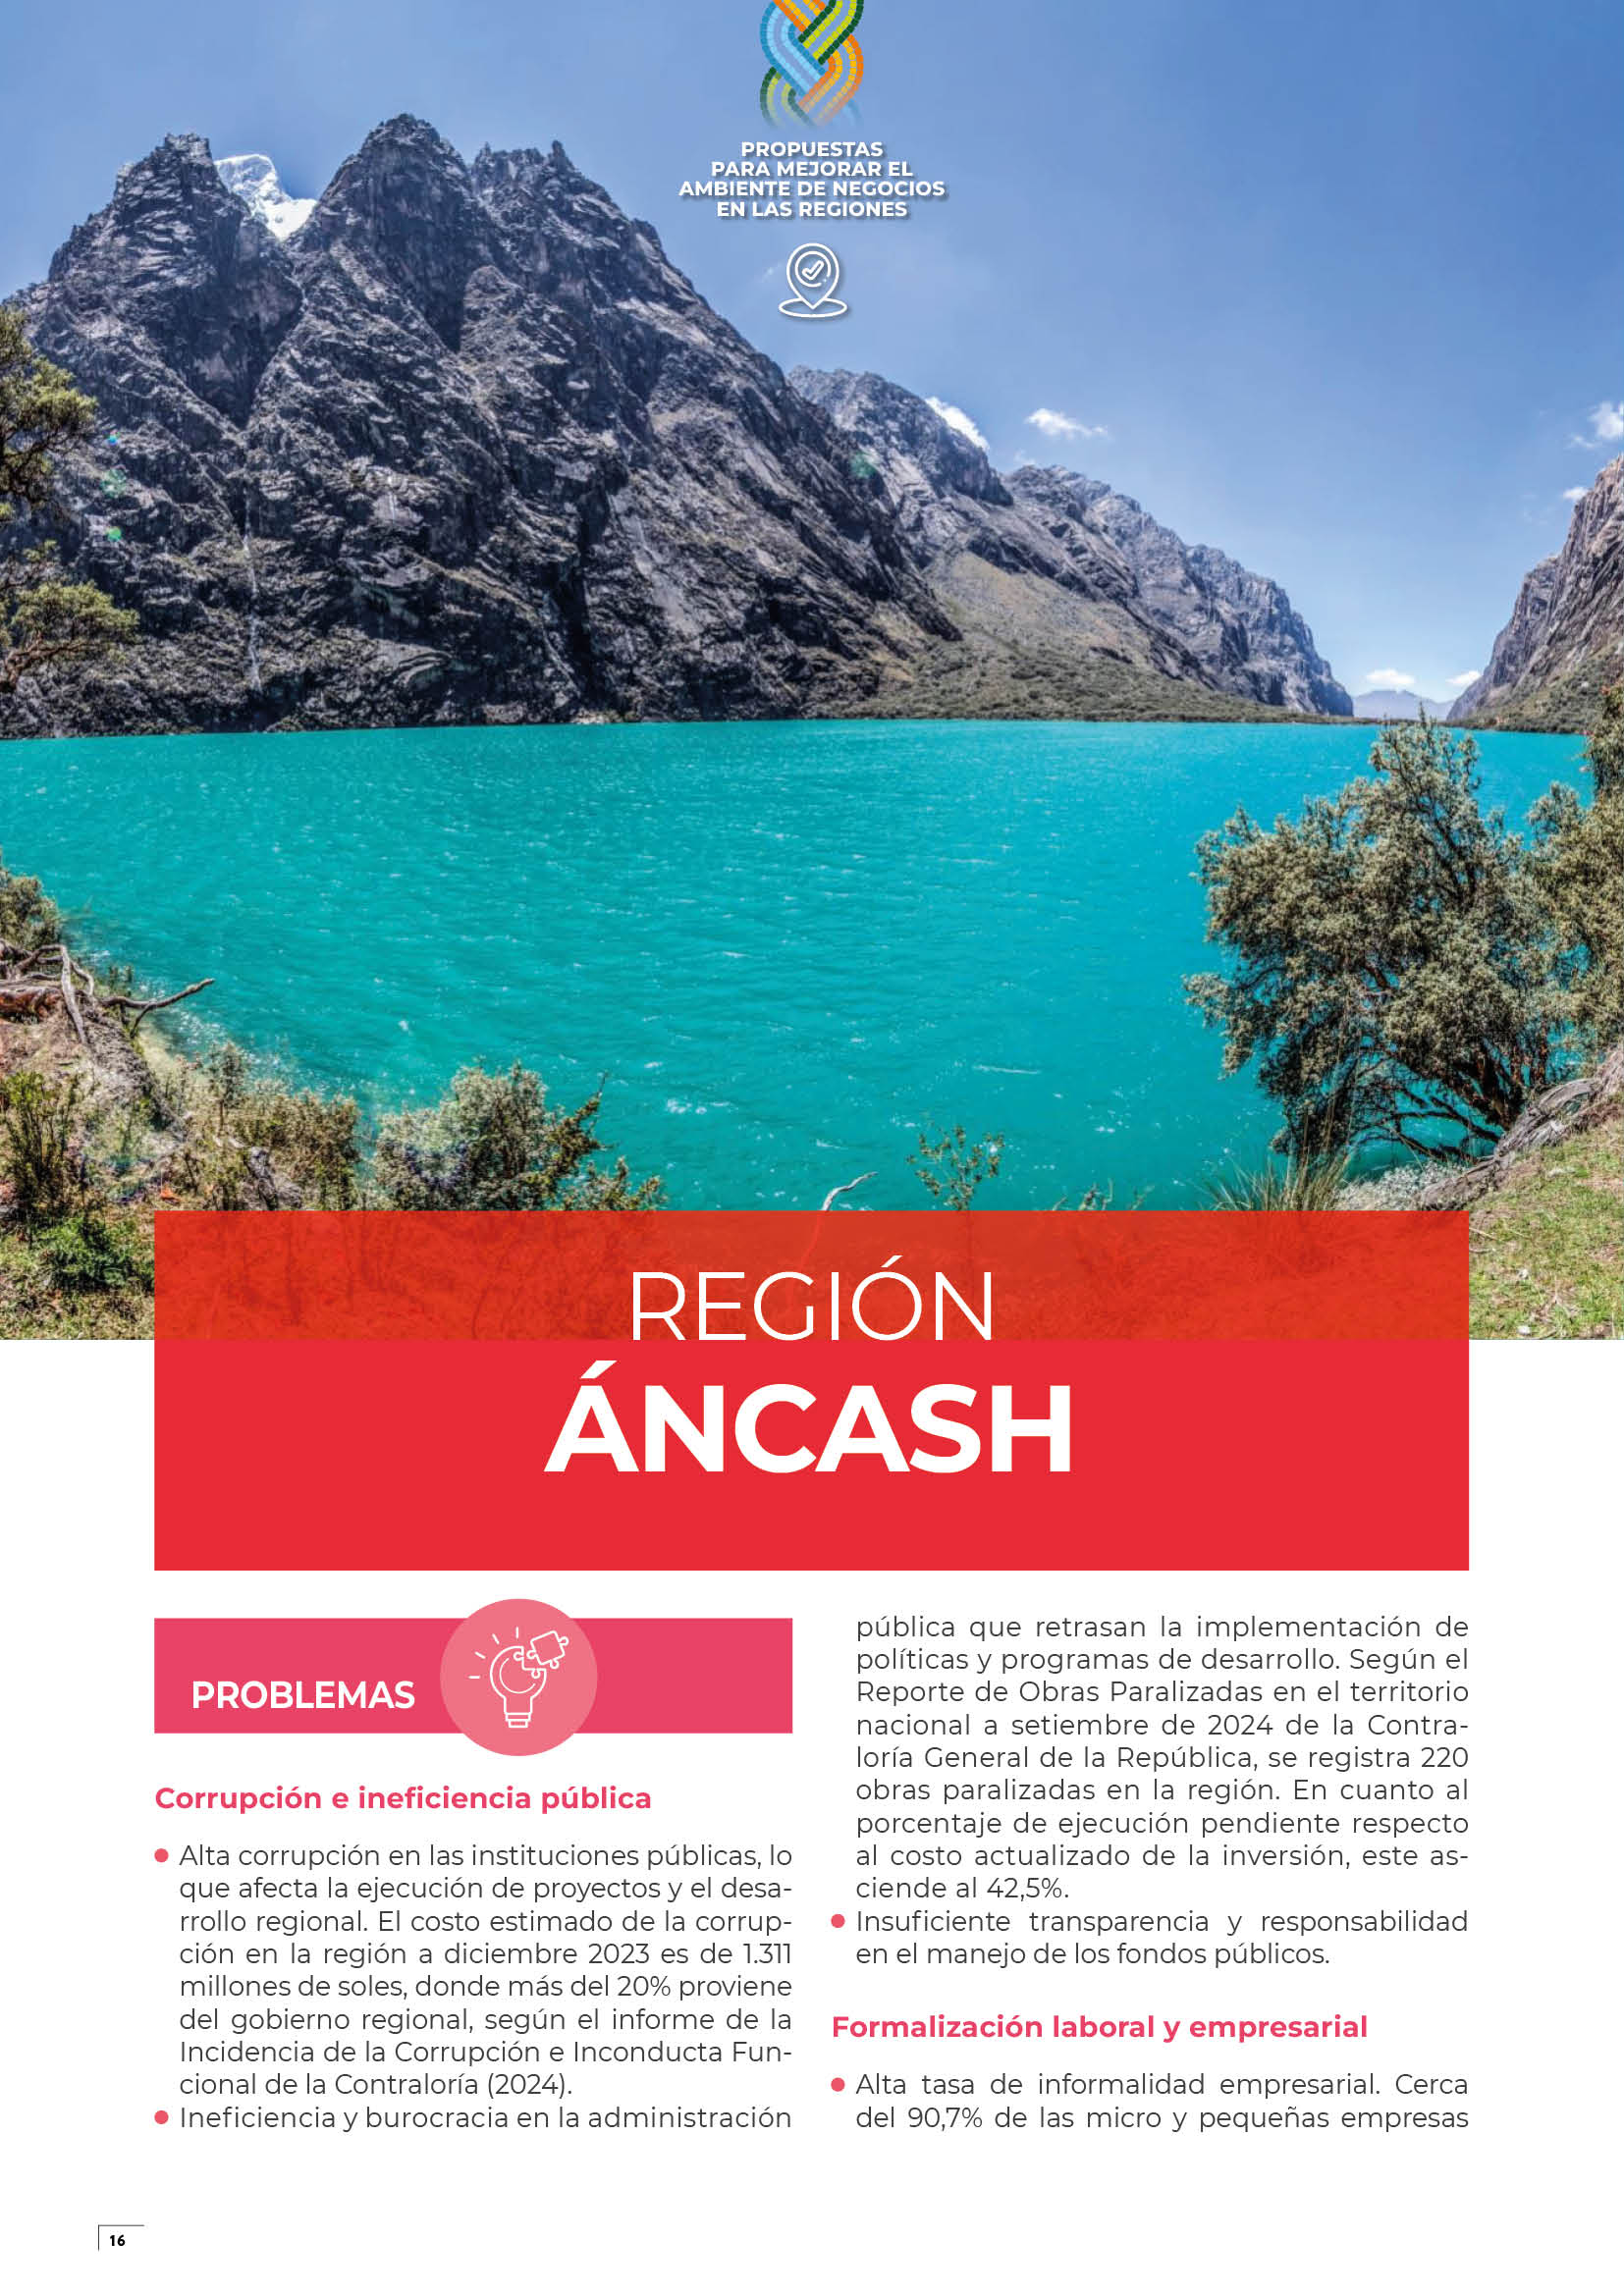 PROPUESTAS
PARA MEJORAR EL
AMBIENTE DE NEGOCIOS
EN LAS REGIONES
REGIÓN
ÁNCASH
PROBLEMAS
Corrupción e ineficiencia pública
Alta corrupción en las instituciones públicas, lo
que afecta la ejecución de proyectos y el desa-
rrollo regional. El costo estimado de la corrup-
ción en la región a diciembre 2023 es de 1.311
millones de soles, donde más del 20% proviene
del gobierno regional, según el informe de la
Incidencia de la Corrupción e Inconducta Fun-
cional de la Contraloría (2024).
Ineficiencia y burocracia en la administración
pública que retrasan la implementación de
políticas y programas de desarrollo. Según el
Reporte de Obras Paralizadas en el territorio
nacional a setiembre de 2024 de la Contra-
loría General de la República, se registra 220
obras paralizadas en la región. En cuanto al
porcentaje de ejecución pendiente respecto
al costo actualizado de la inversión, este as-
ciende al 42,5%.
Insuficiente transparencia y responsabilidad
en el manejo de los fondos públicos.
Formalización laboral y empresarial
Alta tasa de informalidad empresarial. Cerca
del 90,7% de las micro y pequeñas empresas
16